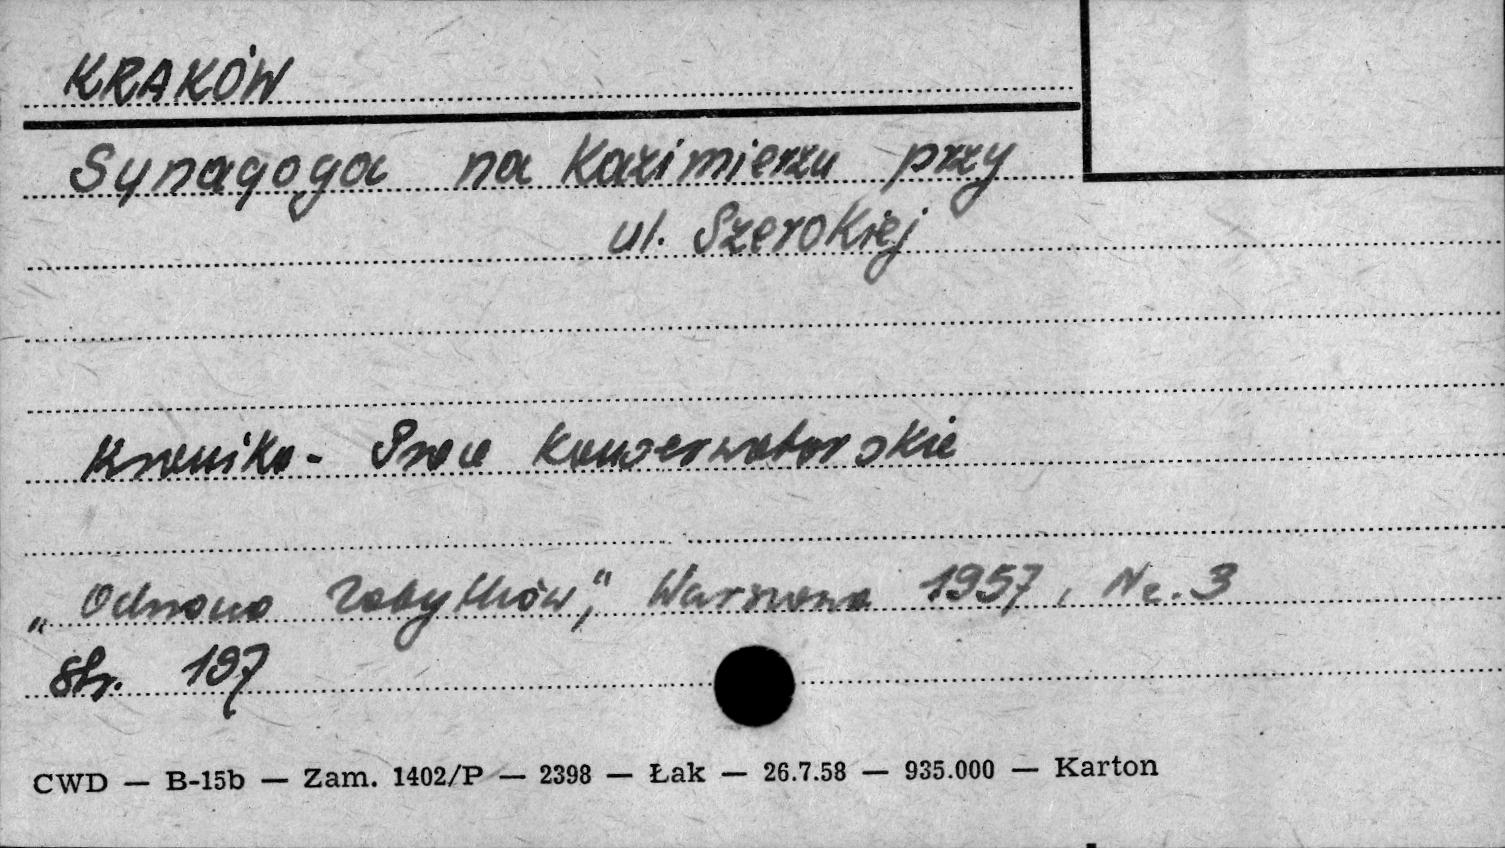 KRAKÓW
Synagoga na Kazimierzu przy
ul. Szerokiej
Kronika - Prace Konserwatorskie
„Odnowa Zabytków", Warszawa 1957, Nr. 3
Str. 197
CWD — B-15b — Zam. 1402/P — 2398 — Łak — 26.7.58 — 935.000 — Karton